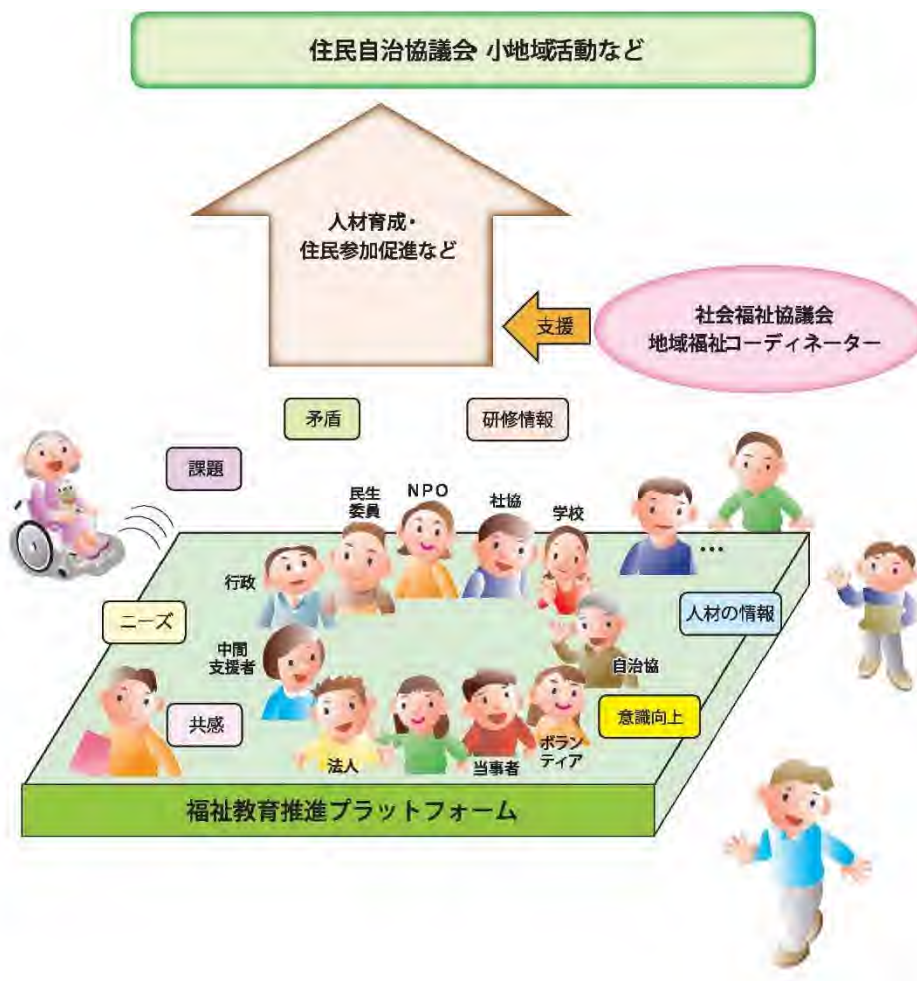 住民自治協議会 小地域活動など
人材育成・
住民参加促進など
支援
社会福祉協議会
地域福祉コーディネーター
矛盾
研修情報
課題
民生
委員
NPO
社協
学校
…
行政
ニーズ
人材の情報
中間
支援者
自治協
共感
意識向上
法人
当事者
ボラン
ティア
福祉教育推進プラットフォーム